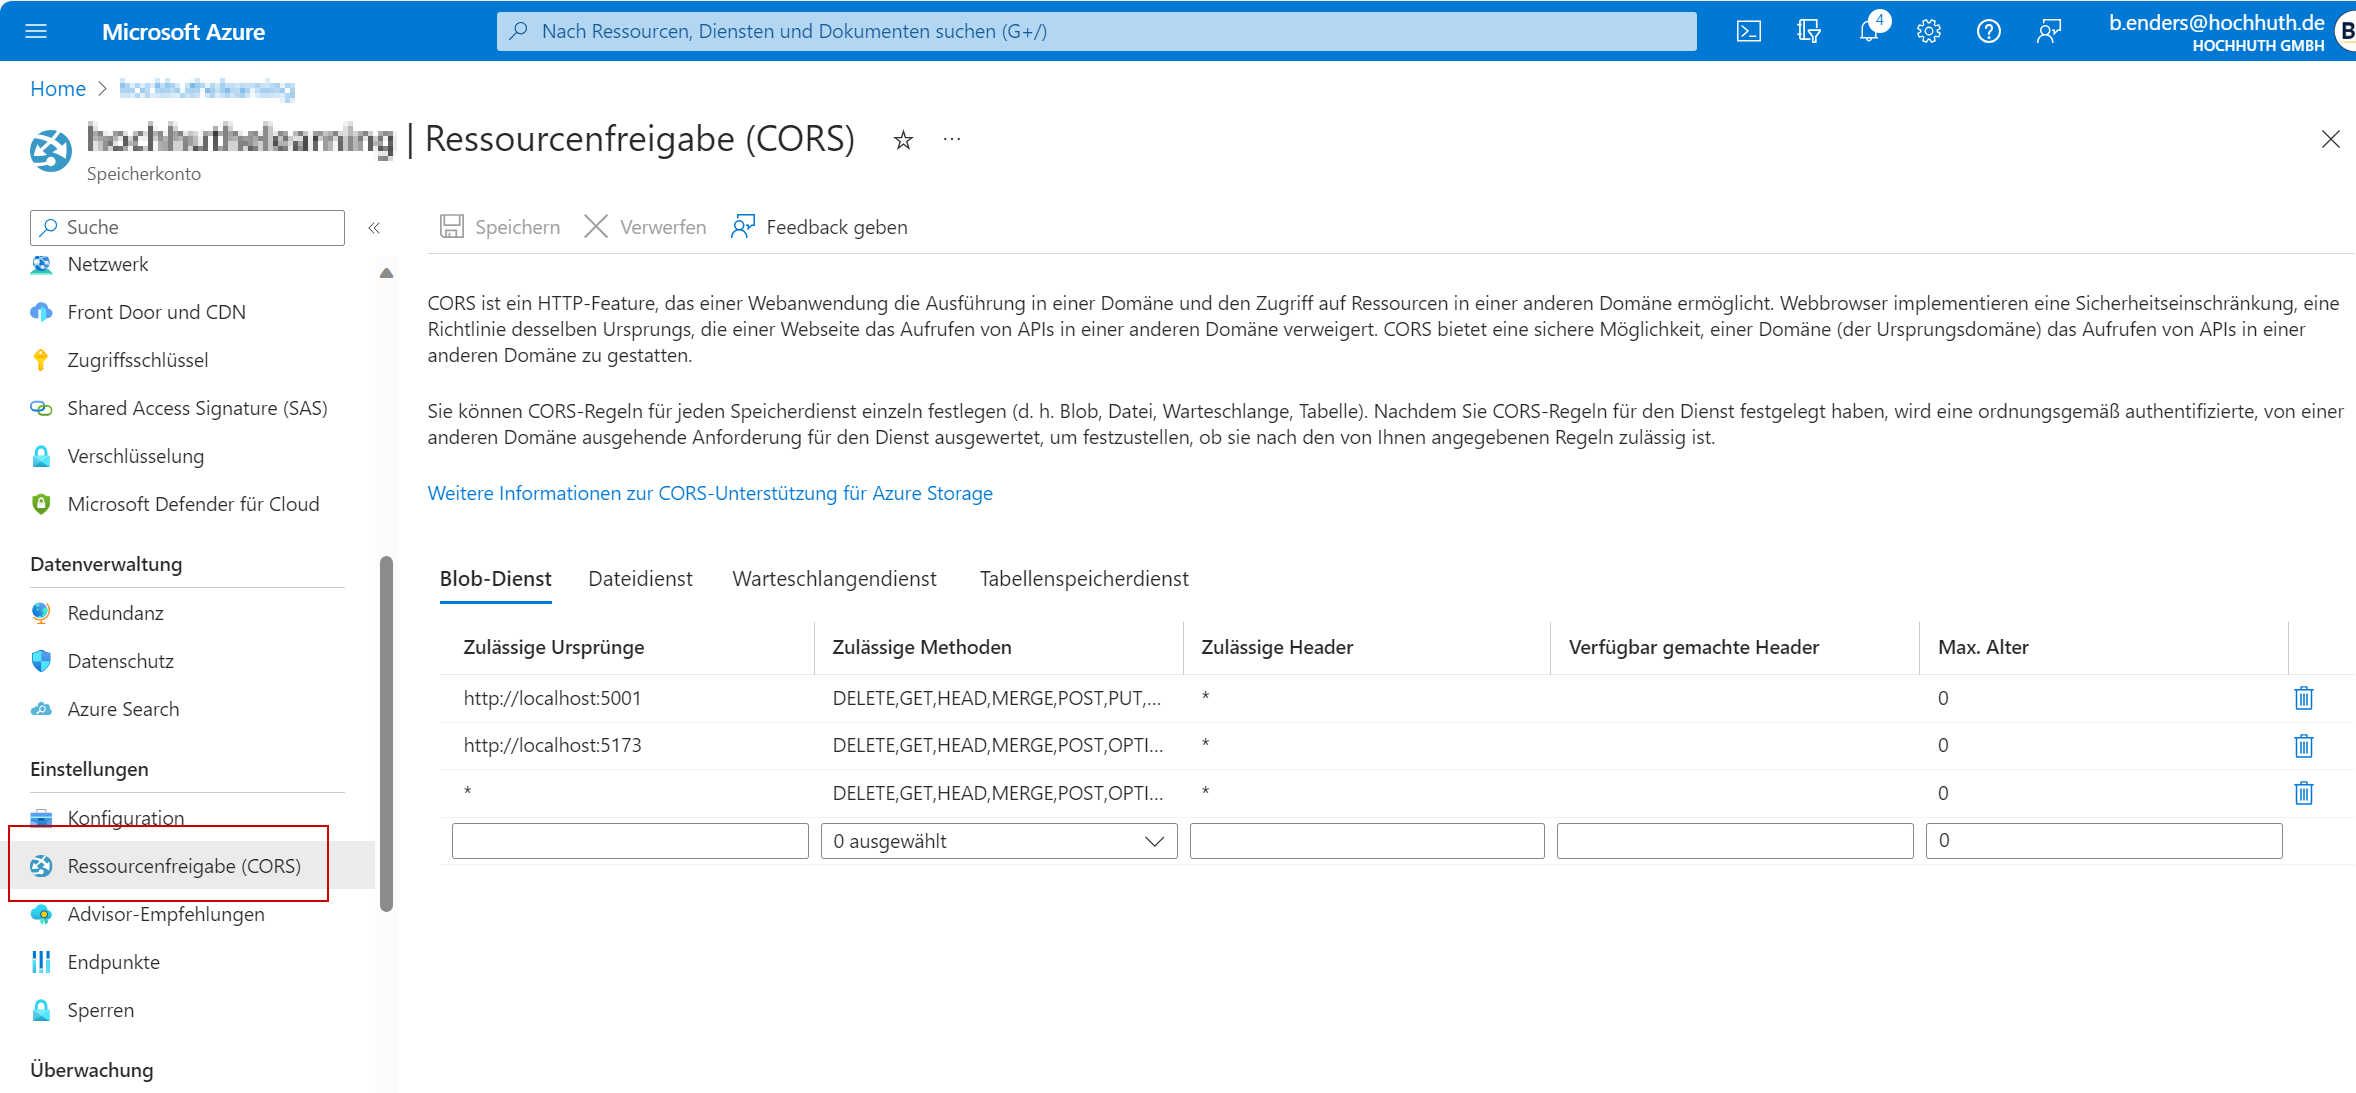 Microsoft Azure
Nach Ressourcen, Diensten und Dokumenten suchen (G+/)
4
b.enders@hochhuth.de
HOCHHUTH GMBH
B
Home
| Ressourcenfreigabe (CORS)
Speicherkonto
Suche
Speichern
Verwerfen
Feedback geben
Netzwerk
Front Door und CDN
Zugriffsschlüssel
Shared Access Signature (SAS)
Verschlüsselung
Microsoft Defender für Cloud
Datenverwaltung
Redundanz
Datenschutz
Azure Search
Einstellungen
Konfiguration
Ressourcenfreigabe (CORS)
Advisor-Empfehlungen
Endpunkte
Sperren
Überwachung
CORS ist ein HTTP-Feature, das einer Webanwendung die Ausführung in einer Domäne und den Zugriff auf Ressourcen in einer anderen Domäne ermöglicht. Webbrowser implementieren eine Sicherheitseinschränkung, eine
Richtlinie desselben Ursprungs, die einer Webseite das Aufrufen von APIs in einer anderen Domäne verweigert. CORS bietet eine sichere Möglichkeit, einer Domäne (der Ursprungsdomäne) das Aufrufen von APIs in einer
anderen Domäne zu gestatten.
Sie können CORS-Regeln für jeden Speicherdienst einzeln festlegen (d. h. Blob, Datei, Warteschlange, Tabelle). Nachdem Sie CORS-Regeln für den Dienst festgelegt haben, wird eine ordnungsgemäß authentifizierte, von einer
anderen Domäne ausgehende Anforderung für den Dienst ausgewertet, um festzustellen, ob sie nach den von Ihnen angegebenen Regeln zulässig ist.
Weitere Informationen zur CORS-Unterstützung für Azure Storage
Blob-Dienst Dateidienst Warteschlangendienst Tabellenspeicherdienst
Zulässige Ursprünge Zulässige Methoden Zulässige Header Verfügbar gemachte Header Max. Alter
http://localhost:5001 DELETE,GET,HEAD,MERGE,POST,PUT,... * 0
http://localhost:5173 DELETE,GET,HEAD,MERGE,POST,OPTI... * 0
* DELETE,GET,HEAD,MERGE,POST,OPTI... * 0
0 ausgewählt 0